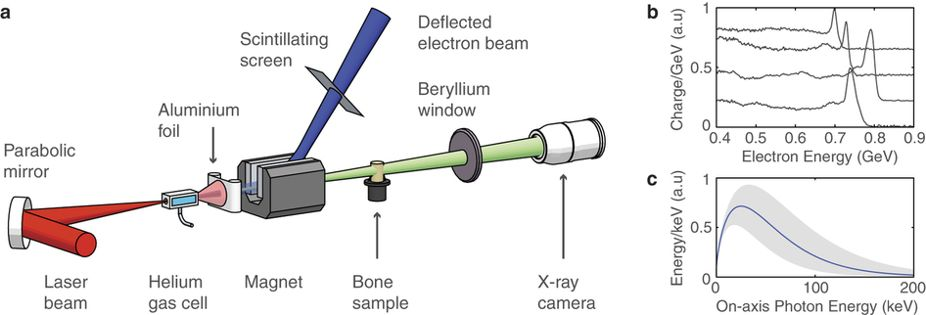 a
Scintillating
screen
Deflected
electron beam
Aluminium
foil
Beryllium
window
Parabolic
mirror
Laser
beam
Helium
gas cell
Magnet
Bone
sample
X-ray
camera
b
Charge/GeV (a.u)
1
0.5
0
0.4 0.5 0.6 0.7 0.8 0.9
Electron Energy (GeV)
c
Energy/keV (a.u)
1
0.5
0
0 50 100 150 200
On-axis Photon Energy (keV)